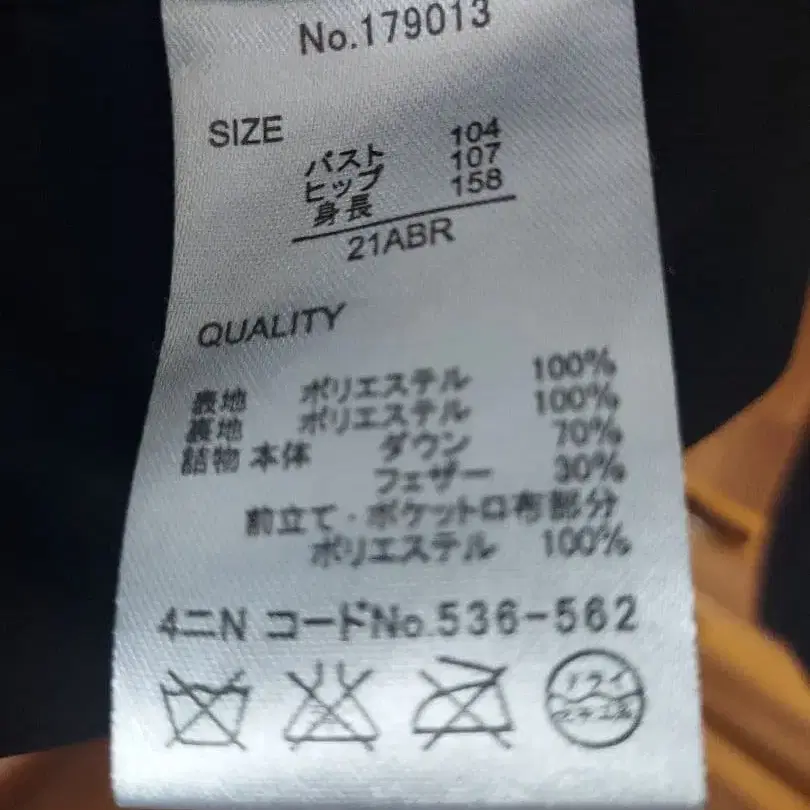 No.179013
SIZE
バスト 104
ヒップ 107
身長 158
21ABR
QUALITY
表地 ポリエステル 100%
裏地 ポリエステル 100%
詰物 本体 ダウン 70%
フェザー 30%
前立て・ポケット口布部分
ポリエステル 100%
4ニN コードNo.536-562
ドライ